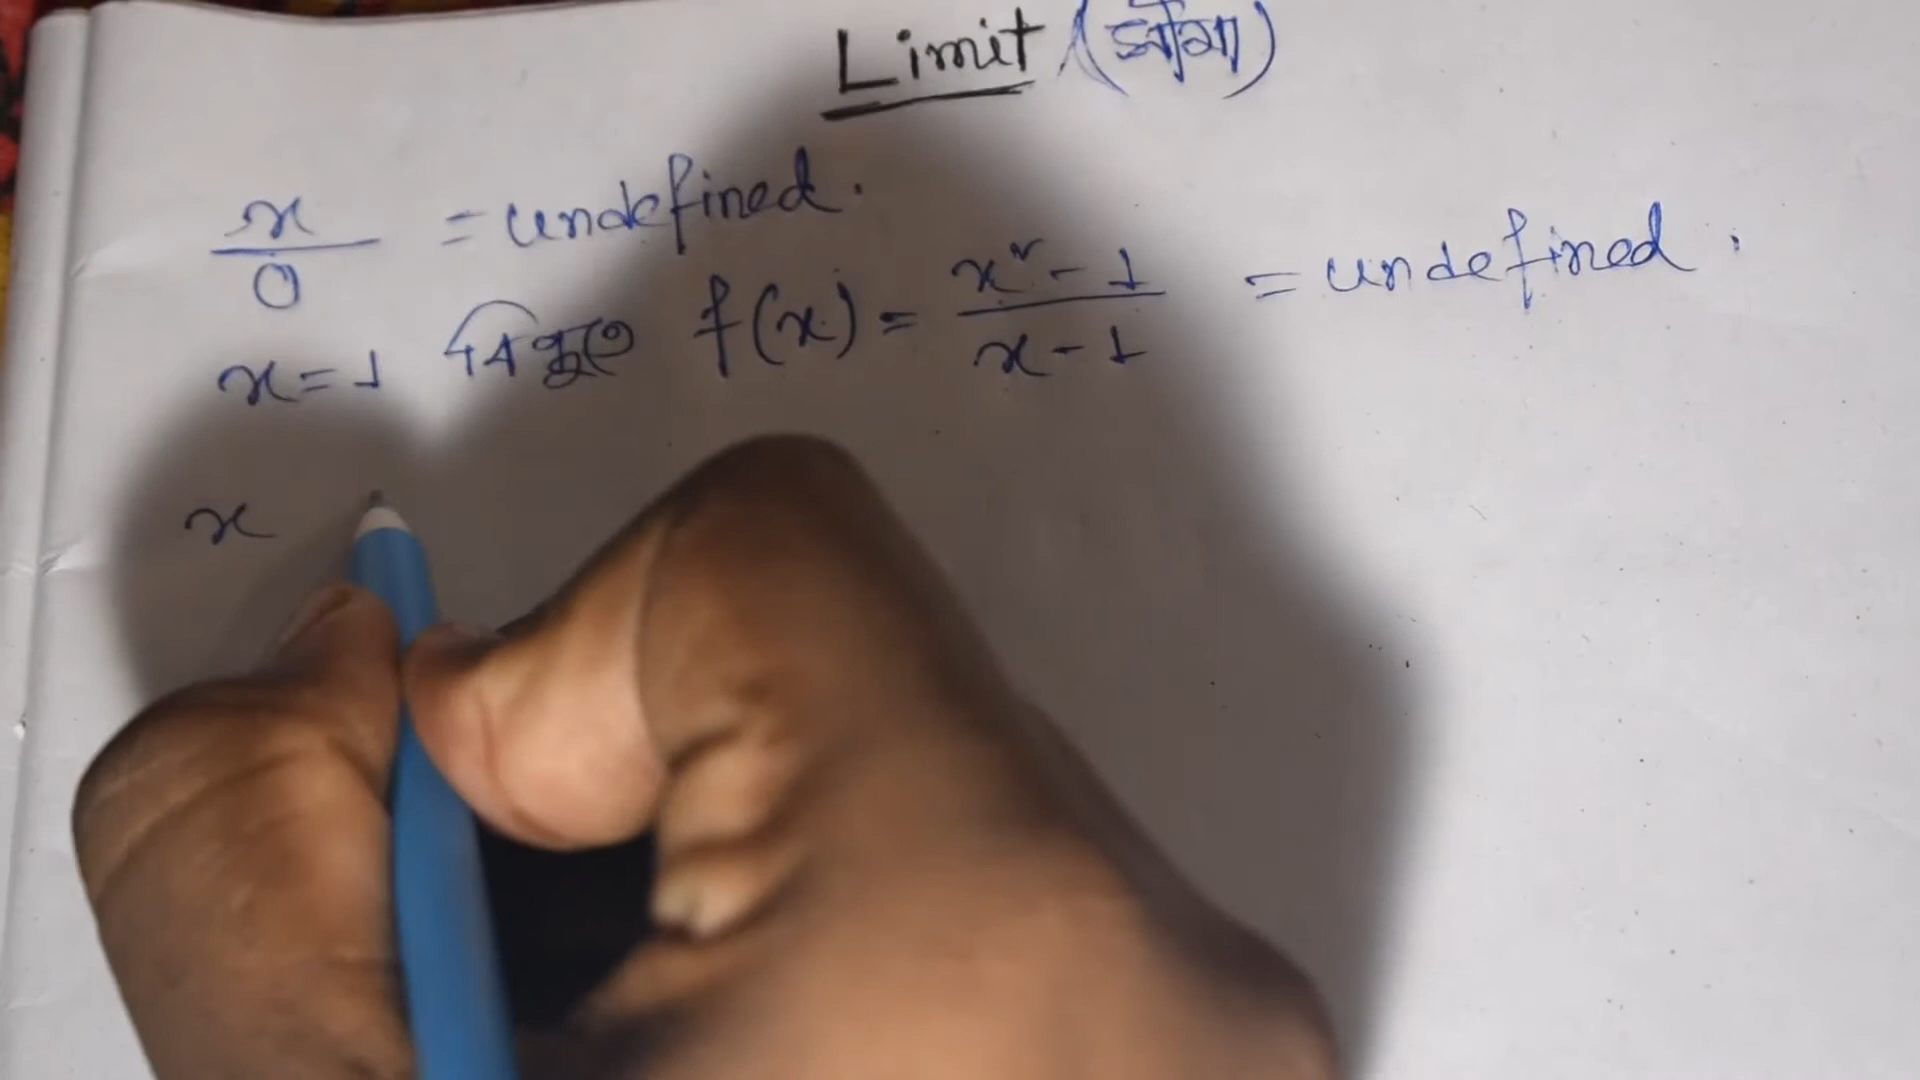 Limit (সীমা)
x/0 = undefined.
x = 1 বিন্দুতে f(x) = (x² - 1)/(x - 1) = undefined.
x